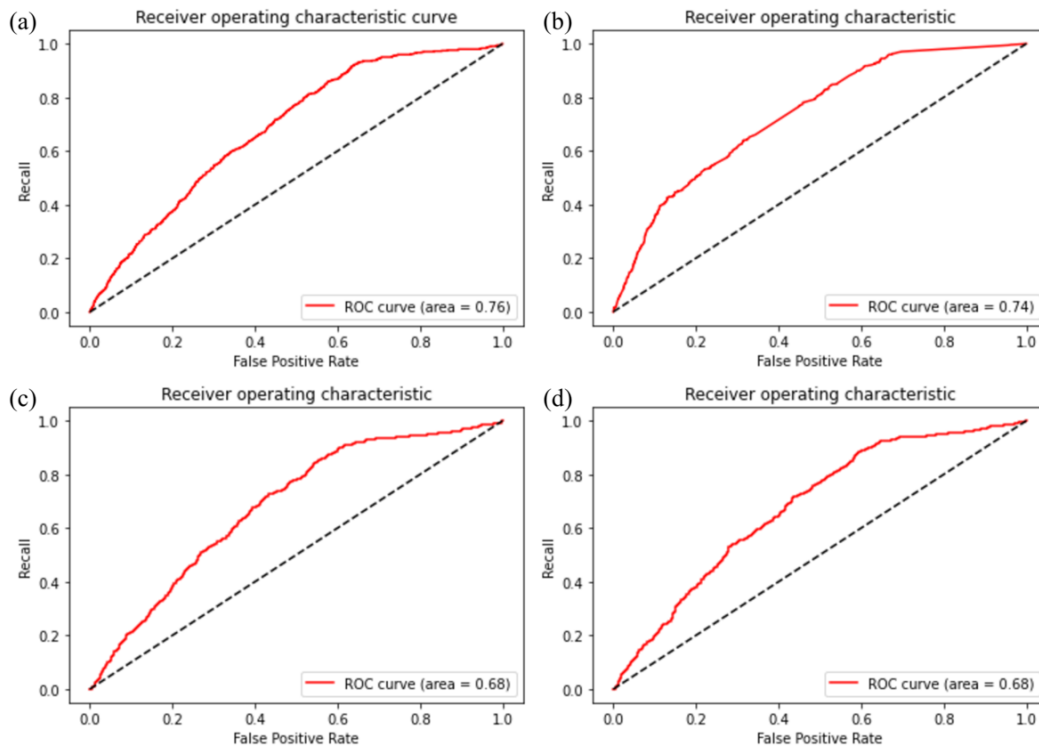 (a)
Receiver operating characteristic curve
1.0
0.8
0.6
0.4
0.2
0.0
Recall
ROC curve (area = 0.76)
0.0 0.2 0.4 0.6 0.8 1.0
False Positive Rate
(b)
Receiver operating characteristic
1.0
0.8
0.6
0.4
0.2
0.0
Recall
ROC curve (area = 0.74)
0.0 0.2 0.4 0.6 0.8 1.0
False Positive Rate
(c)
Receiver operating characteristic
1.0
0.8
0.6
0.4
0.2
0.0
Recall
ROC curve (area = 0.68)
0.0 0.2 0.4 0.6 0.8 1.0
False Positive Rate
(d)
Receiver operating characteristic
1.0
0.8
0.6
0.4
0.2
0.0
Recall
ROC curve (area = 0.68)
0.0 0.2 0.4 0.6 0.8 1.0
False Positive Rate